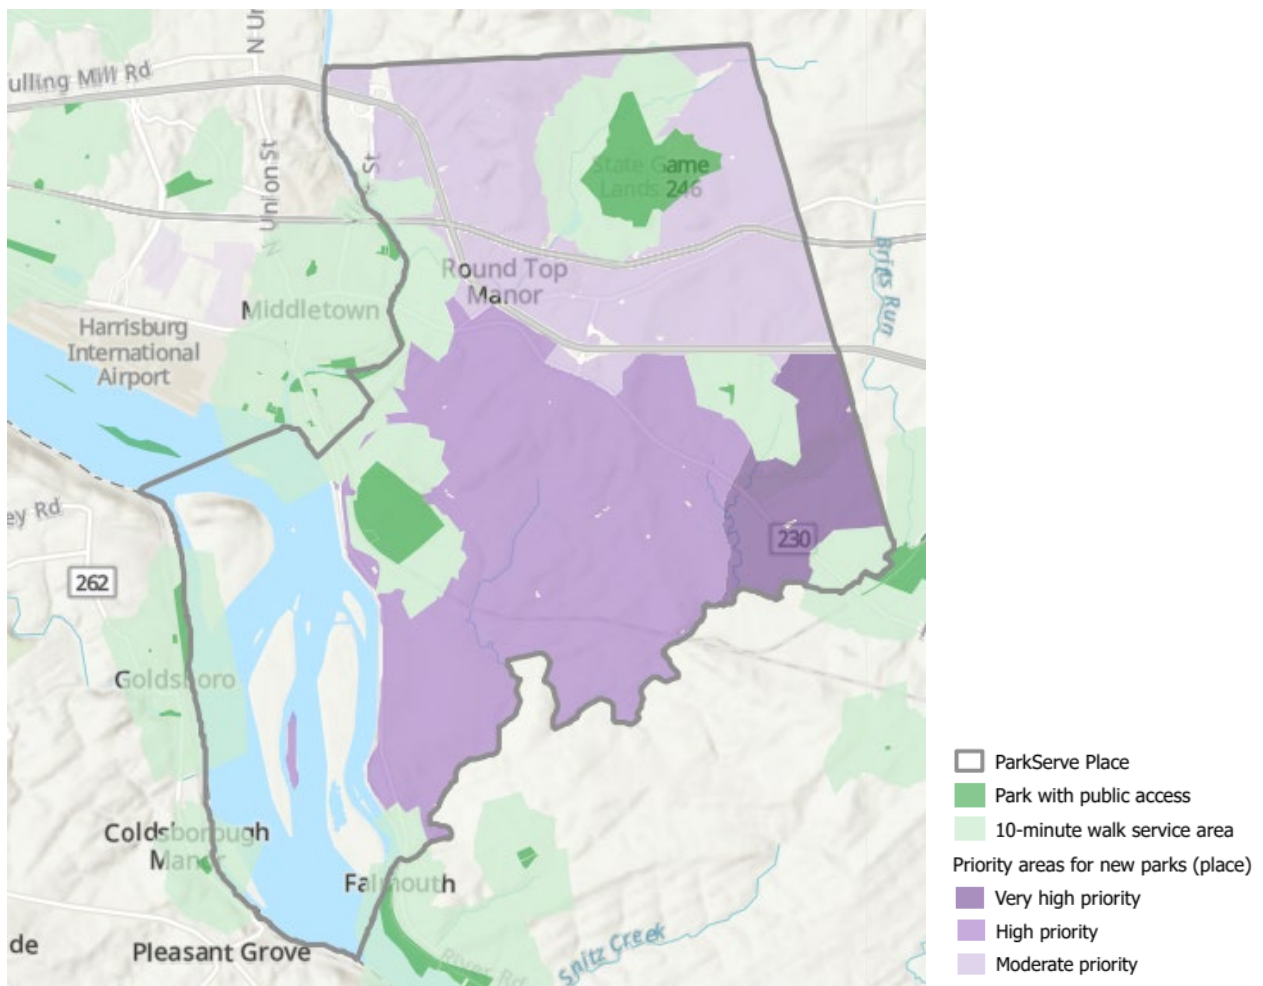 N Un
ulling Mill Rd
Union St
N
St
State Game
Lands 246
Round Top
Manor
Briers Run
Middletown
Harrisburg
International
Airport
ey Rd
230
262
Goldsboro
Coldsborough
Manor
Falmouth
de
Pleasant Grove
River Rd
Snitz Creek
ParkServe Place
Park with public access
10-minute walk service area
Priority areas for new parks (place)
Very high priority
High priority
Moderate priority